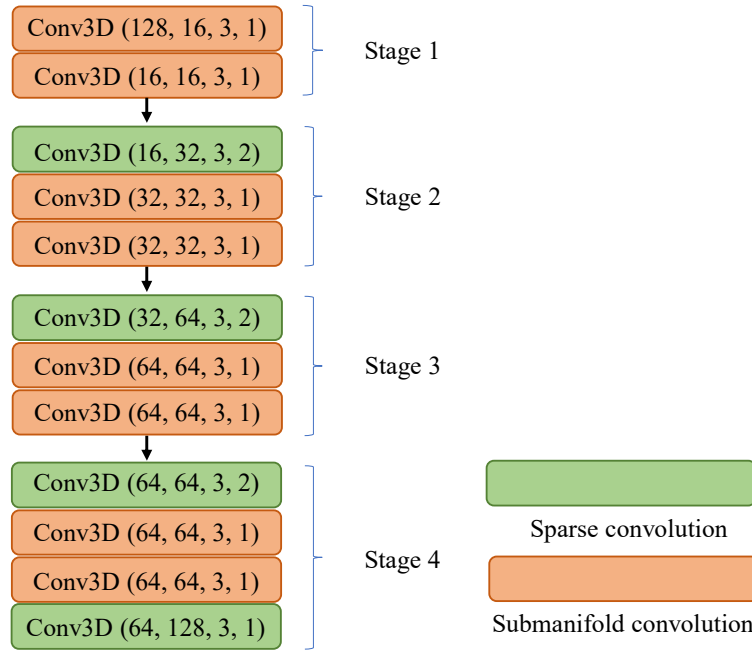 Conv3D (128, 16, 3, 1)
Conv3D (16, 16, 3, 1)
Stage 1
Conv3D (16, 32, 3, 2)
Conv3D (32, 32, 3, 1)
Conv3D (32, 32, 3, 1)
Stage 2
Conv3D (32, 64, 3, 2)
Conv3D (64, 64, 3, 1)
Conv3D (64, 64, 3, 1)
Stage 3
Conv3D (64, 64, 3, 2)
Conv3D (64, 64, 3, 1)
Conv3D (64, 64, 3, 1)
Conv3D (64, 128, 3, 1)
Stage 4
Sparse convolution
Submanifold convolution